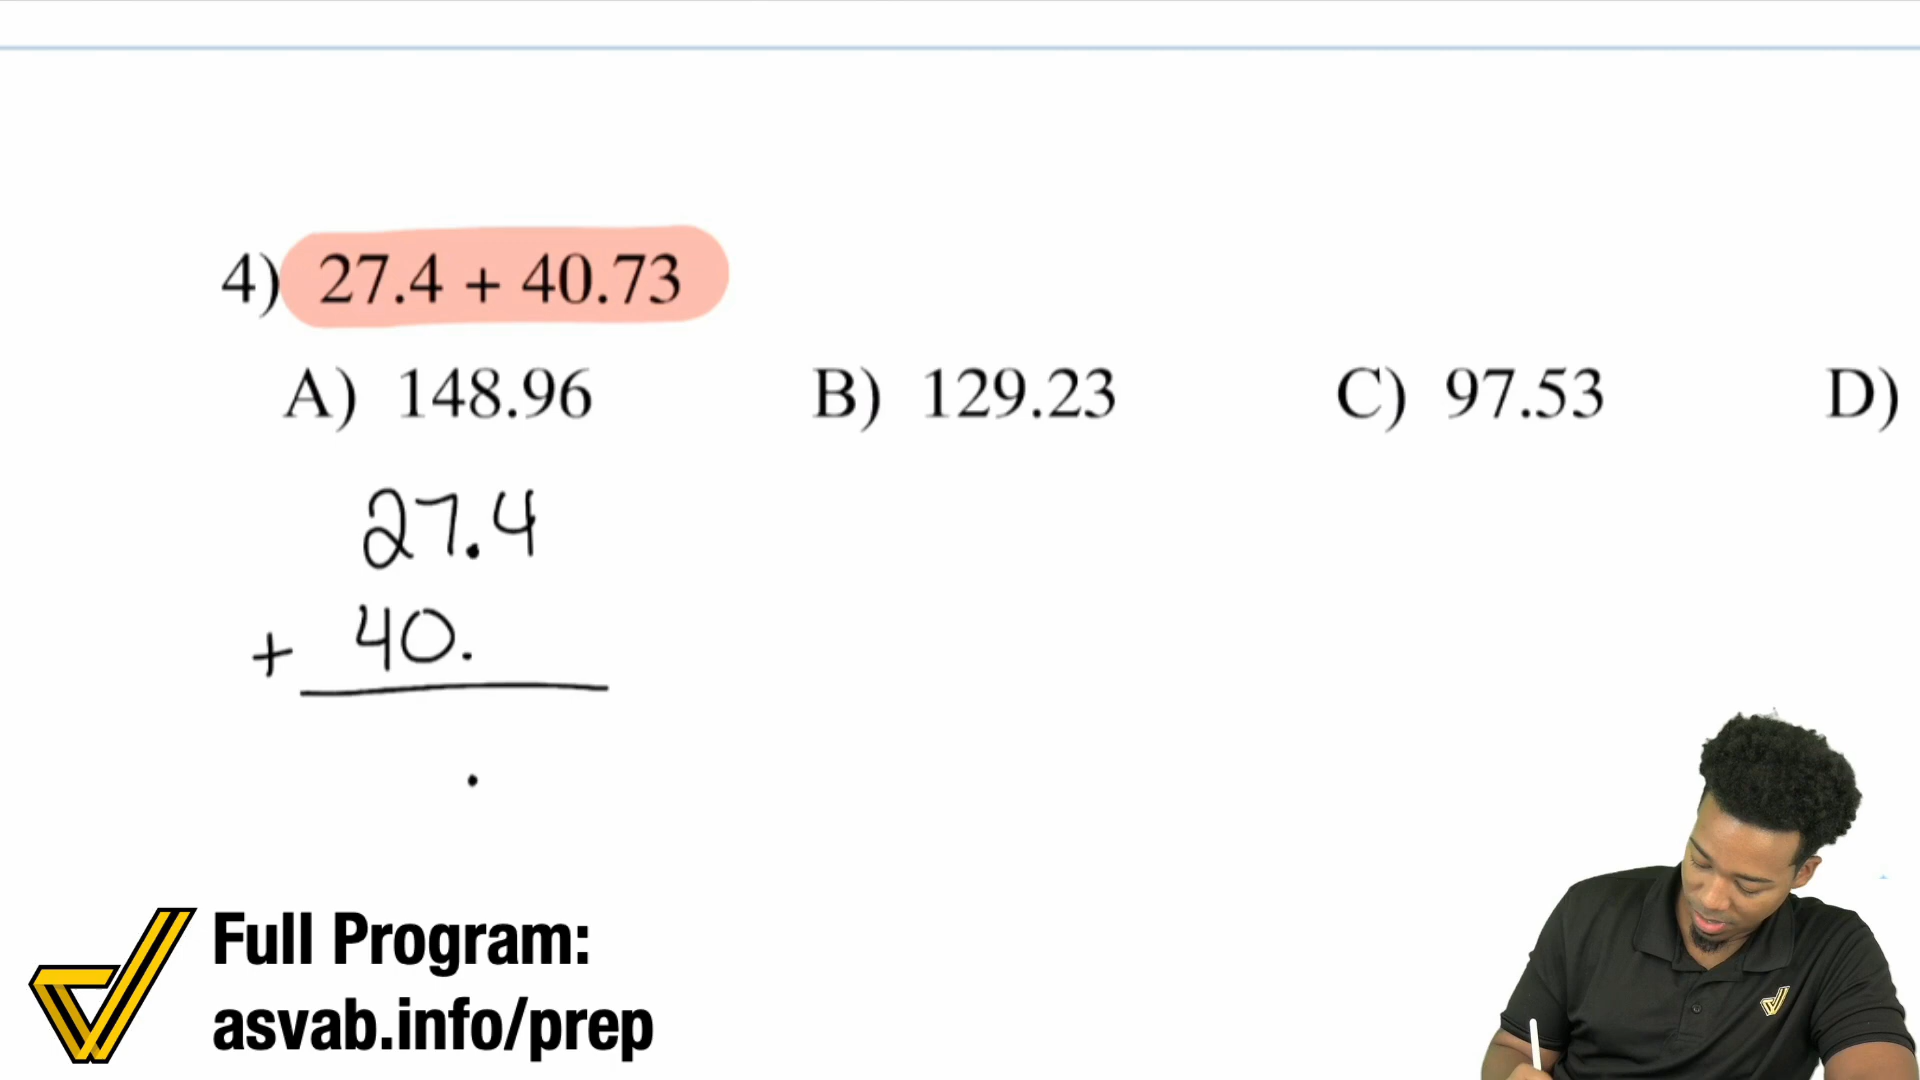 4) 27.4 + 40.73
A) 148.96 B) 129.23 C) 97.53 D)
27.4
+ 40.
.
Full Program:
asvab.info/prep